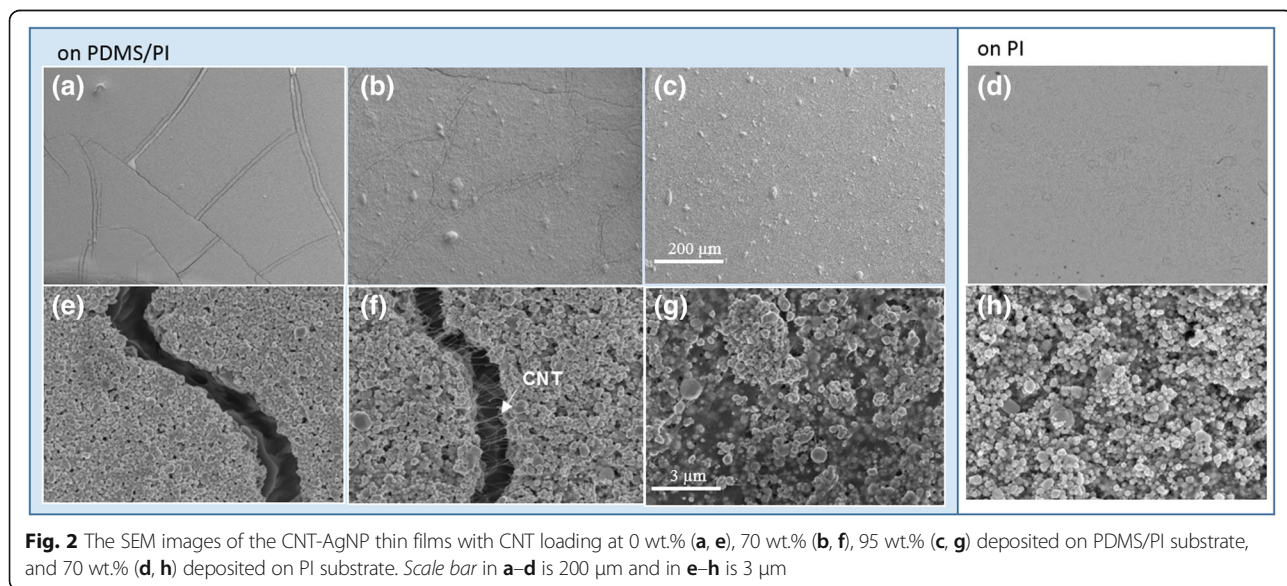 on PDMS/PI
on PI
(a)
(b)
(c)
(d)
200 µm
(e)
(f)
(g)
(h)
CNT
3 µm
Fig. 2 The SEM images of the CNT-AgNP thin films with CNT loading at 0 wt.% (a, e), 70 wt.% (b, f), 95 wt.% (c, g) deposited on PDMS/PI substrate,
and 70 wt.% (d, h) deposited on PI substrate. Scale bar in a–d is 200 µm and in e–h is 3 µm